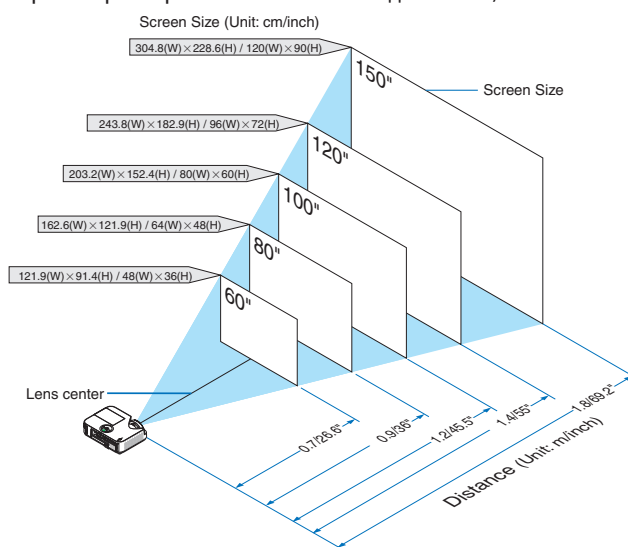 Screen Size (Unit: cm/inch)
304.8(W)×228.6(H) / 120(W)×90(H)
150"
Screen Size
243.8(W)×182.9(H) / 96(W)×72(H)
120"
203.2(W)×152.4(H) / 80(W)×60(H)
100"
162.6(W)×121.9(H) / 64(W)×48(H)
80"
121.9(W)×91.4(H) / 48(W)×36(H)
60"
Lens center
0.7/26.6"
0.9/36"
1.2/45.5"
1.4/55"
1.8/69.2"
Distance (Unit: m/inch)